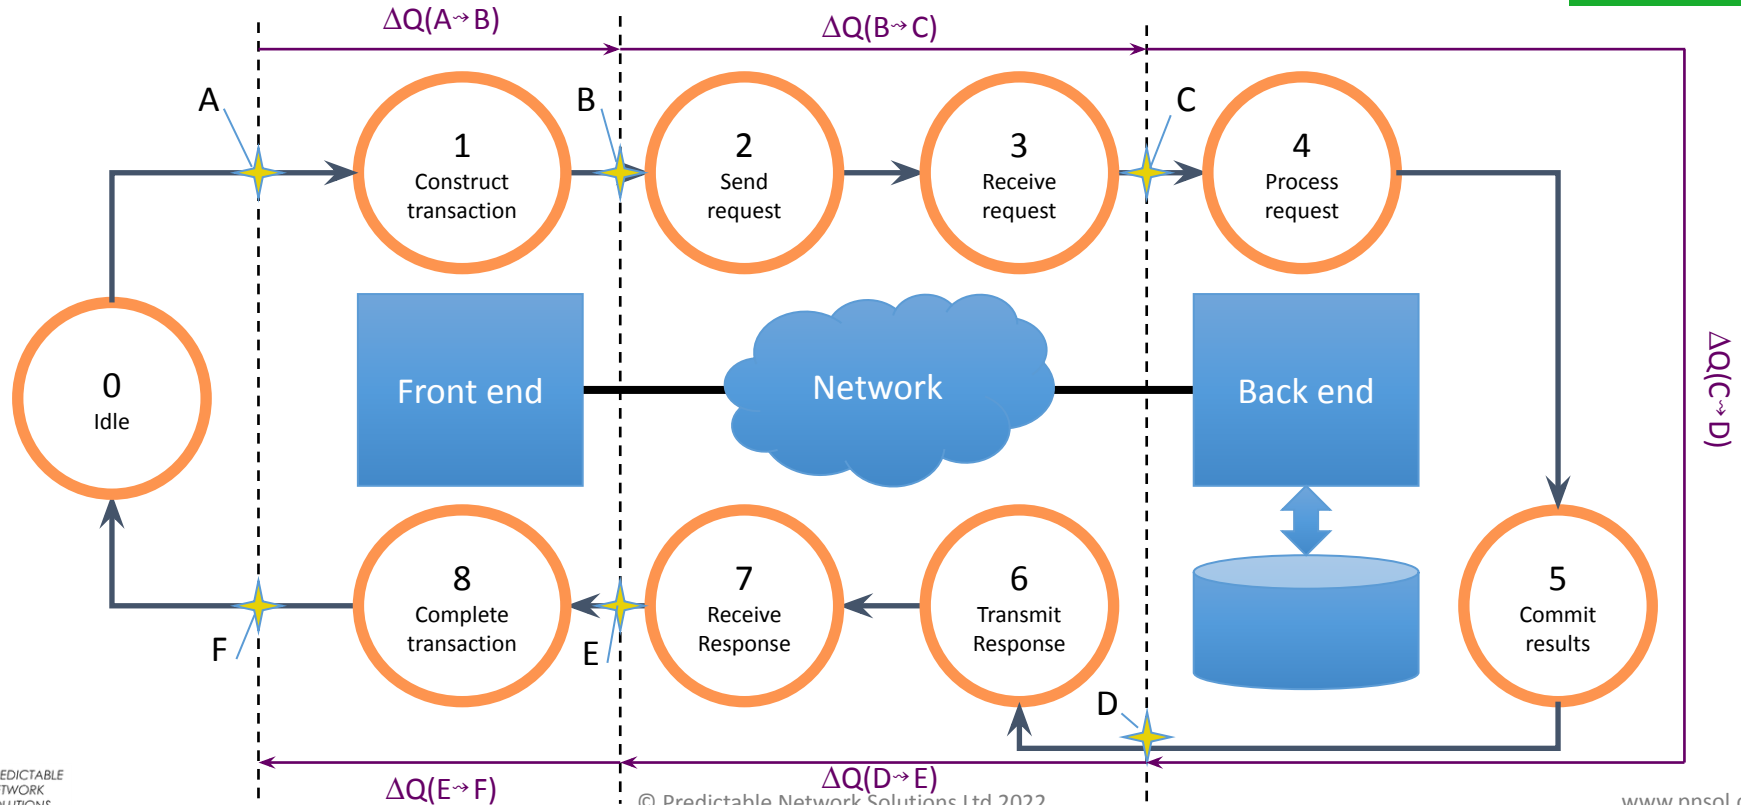 ΔQ(A⇝B)
ΔQ(B⇝C)
A
B
C
1
Construct
transaction
2
Send
request
3
Receive
request
4
Process
request
0
Idle
Front end
Network
Back end
ΔQ(C⇝D)
8
Complete
transaction
7
Receive
Response
6
Transmit
Response
5
Commit
results
F
E
D
ΔQ(E⇝F)
ΔQ(D⇝E)
EDICTABLE
© Predictable Network Solutions Ltd 2022